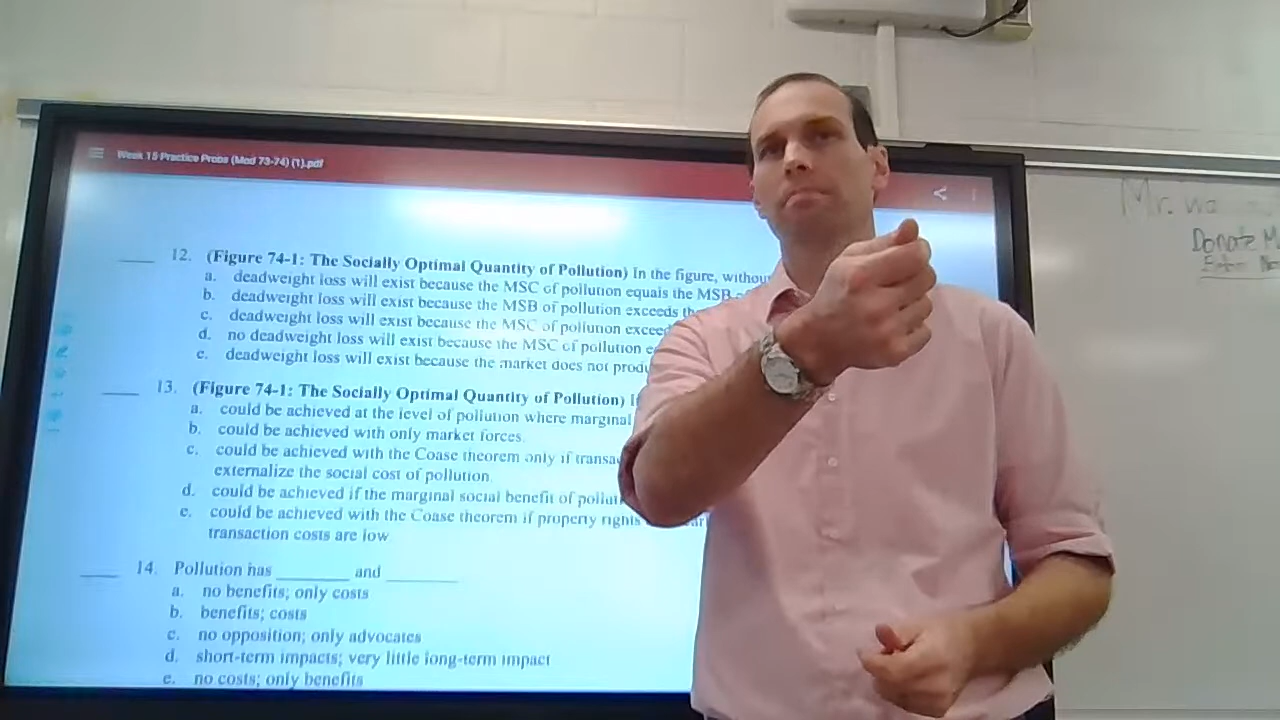 Week 15 Practice Probs (Mod 73-74) (1).pdf
12. (Figure 74-1: The Socially Optimal Quantity of Pollution) In the figure,
a. deadweight loss will exist because the MSC of pollution equals the MSB
b. deadweight loss will exist because the MSB of pollution exceeds
c. deadweight loss will exist because the MSC of pollution
d. no deadweight loss will exist because the MSC of pollution
e. deadweight loss will exist because the market does not
13. (Figure 74-1: The Socially Optimal Quantity of Pollution)
a. could be achieved at the level of pollution where marginal
b. could be achieved with only market forces.
c. could be achieved with the Coase theorem only if
externalize the social cost of pollution.
d. could be achieved if the marginal social benefit of
e. could be achieved with the Coase theorem if property rights
transaction costs are low
14. Pollution has ________ and ________
a. no benefits; only costs
b. benefits; costs
c. no opposition; only advocates
d. short-term impacts; very little long-term impact
e. no costs; only benefits
Mr.
Donate